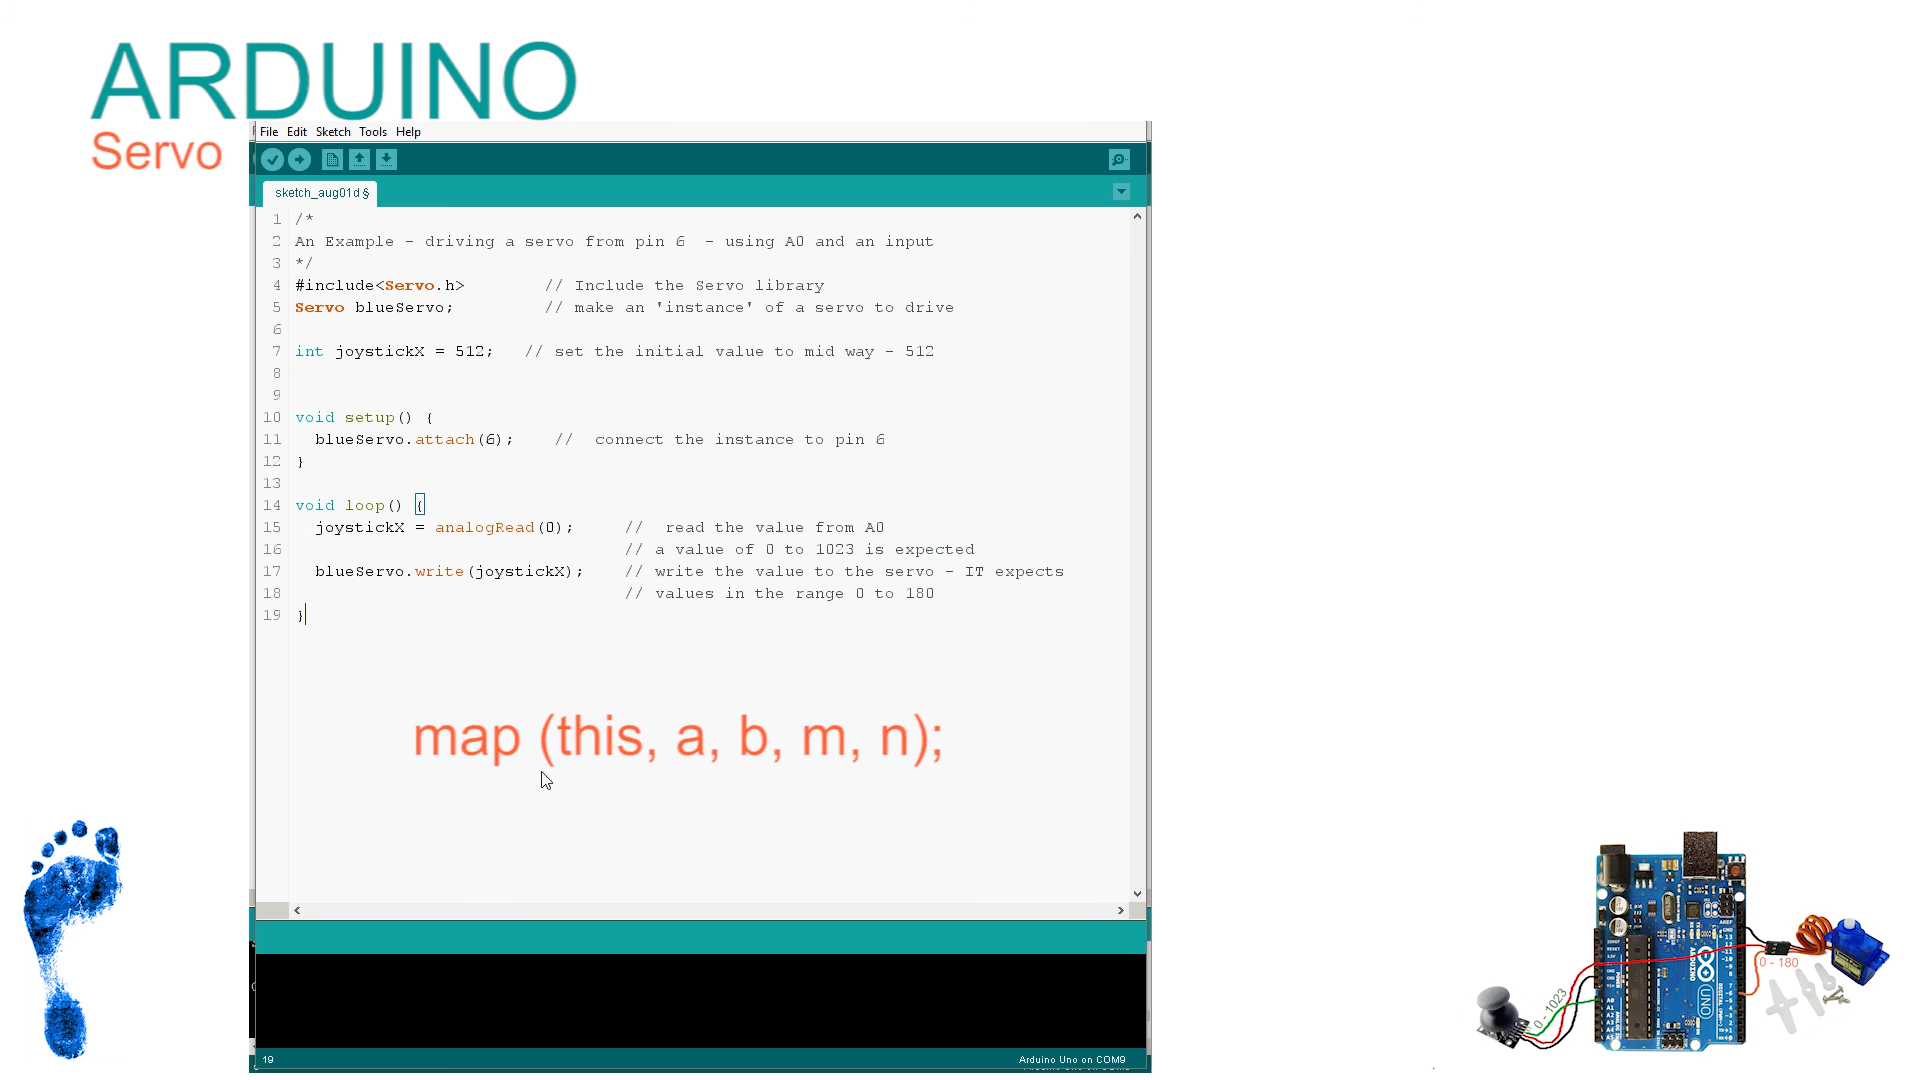 ARDUINO
Servo
File Edit Sketch Tools Help
sketch_aug01d §
1 /*
2 An Example - driving a servo from pin 6  - using A0 and an input
3 */
4 #include<Servo.h>        // Include the Servo library
5 Servo blueServo;         // make an 'instance' of a servo to drive
6
7 int joystickX = 512;   // set the initial value to mid way - 512
8
9
10 void setup() {
11   blueServo.attach(6);    //  connect the instance to pin 6
12 }
13
14 void loop() {
15   joystickX = analogRead(0);     //  read the value from A0
16                                  // a value of 0 to 1023 is expected
17   blueServo.write(joystickX);    // write the value to the servo - IT expects
18                                  // values in the range 0 to 180
19 }
map (this, a, b, m, n);
0 - 180
0 - 1023
ARDUINO
UNO
19
Arduino Uno on COM9